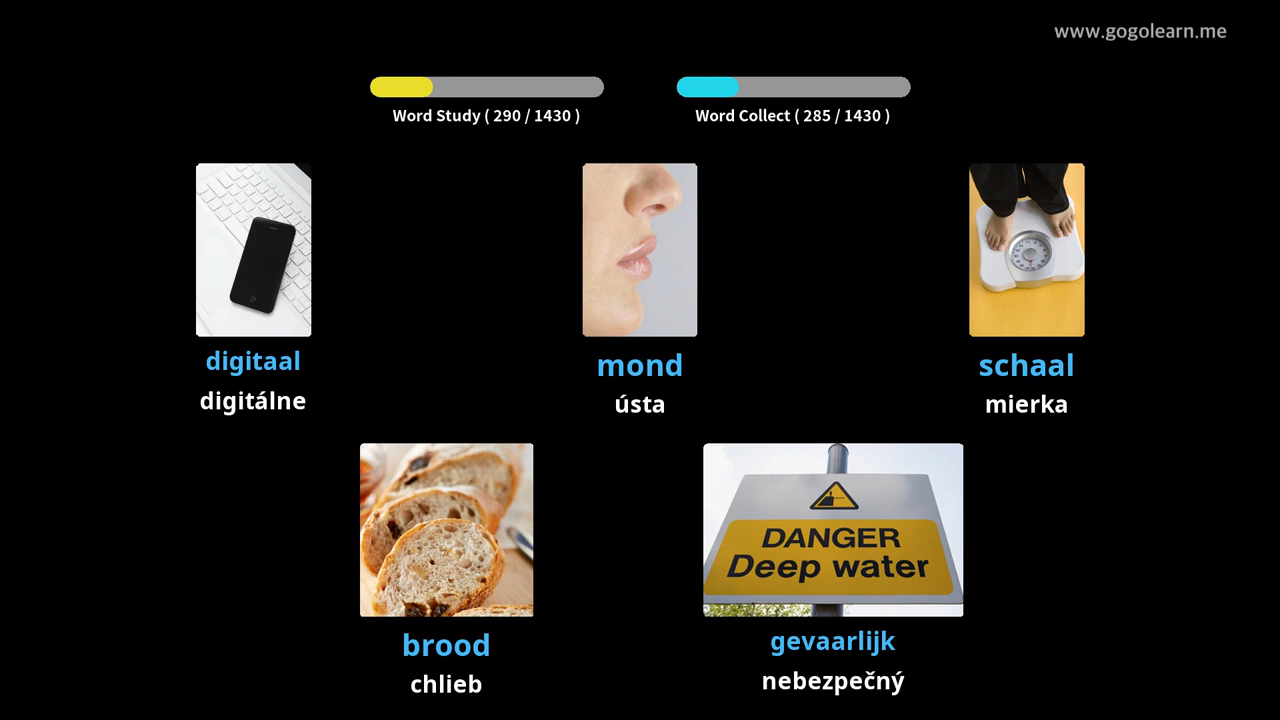 www.gogolearn.me
Word Study ( 290 / 1430 )
Word Collect ( 285 / 1430 )
digitaal
digitálne
mond
ústa
schaal
mierka
DANGER
Deep water
brood
chlieb
gevaarlijk
nebezpečný